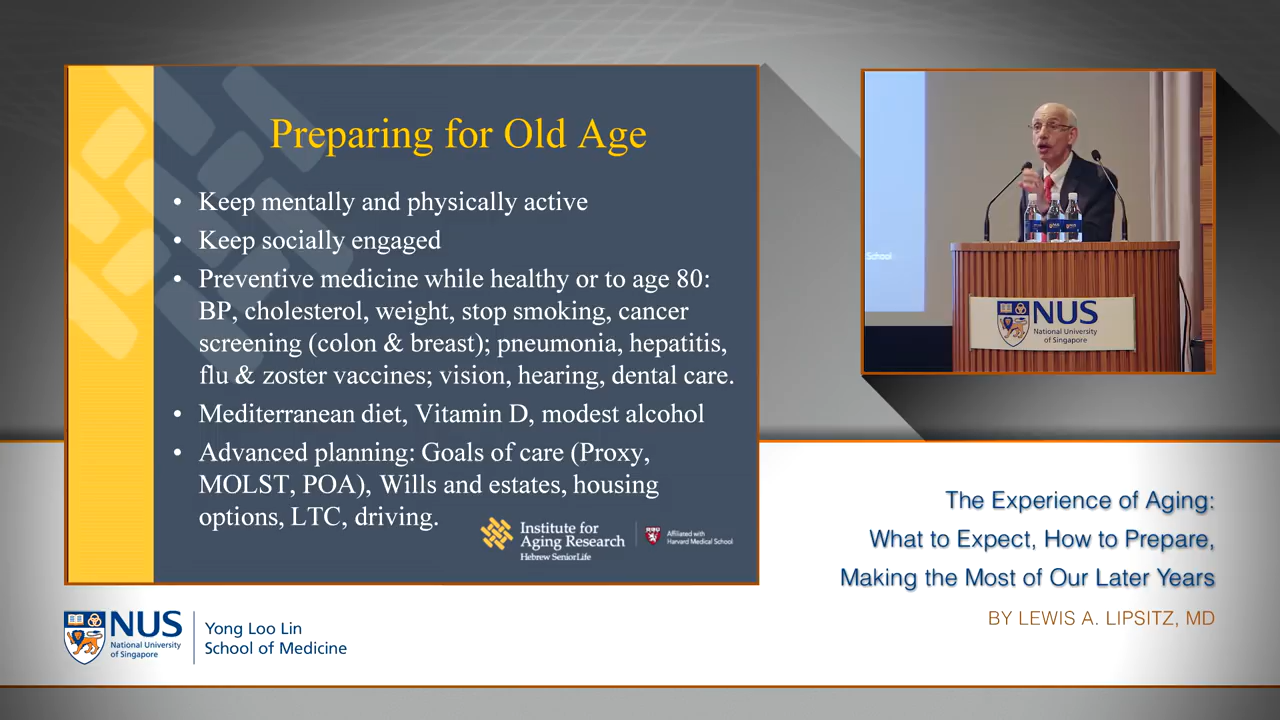 Preparing for Old Age
• Keep mentally and physically active
• Keep socially engaged
• Preventive medicine while healthy or to age 80:
BP, cholesterol, weight, stop smoking, cancer
screening (colon & breast); pneumonia, hepatitis,
flu & zoster vaccines; vision, hearing, dental care.
• Mediterranean diet, Vitamin D, modest alcohol
• Advanced planning: Goals of care (Proxy,
MOLST, POA), Wills and estates, housing
options, LTC, driving.
Institute for
Aging Research
Hebrew SeniorLife
Affiliated with
Harvard Medical School
School
NUS
National University
of Singapore
The Experience of Aging:
What to Expect, How to Prepare,
Making the Most of Our Later Years
BY LEWIS A. LIPSITZ, MD
NUS
National University
of Singapore
Yong Loo Lin
School of Medicine